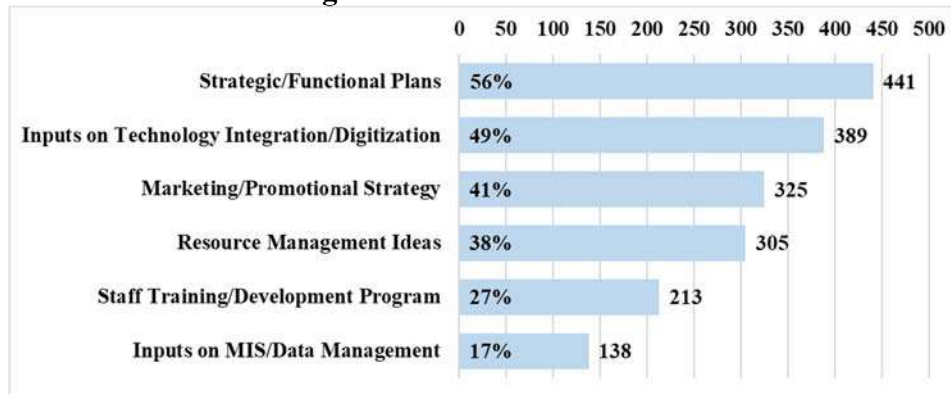 0 50 100 150 200 250 300 350 400 450 500
Strategic/Functional Plans 56% 441
Inputs on Technology Integration/Digitization 49% 389
Marketing/Promotional Strategy 41% 325
Resource Management Ideas 38% 305
Staff Training/Development Program 27% 213
Inputs on MIS/Data Management 17% 138